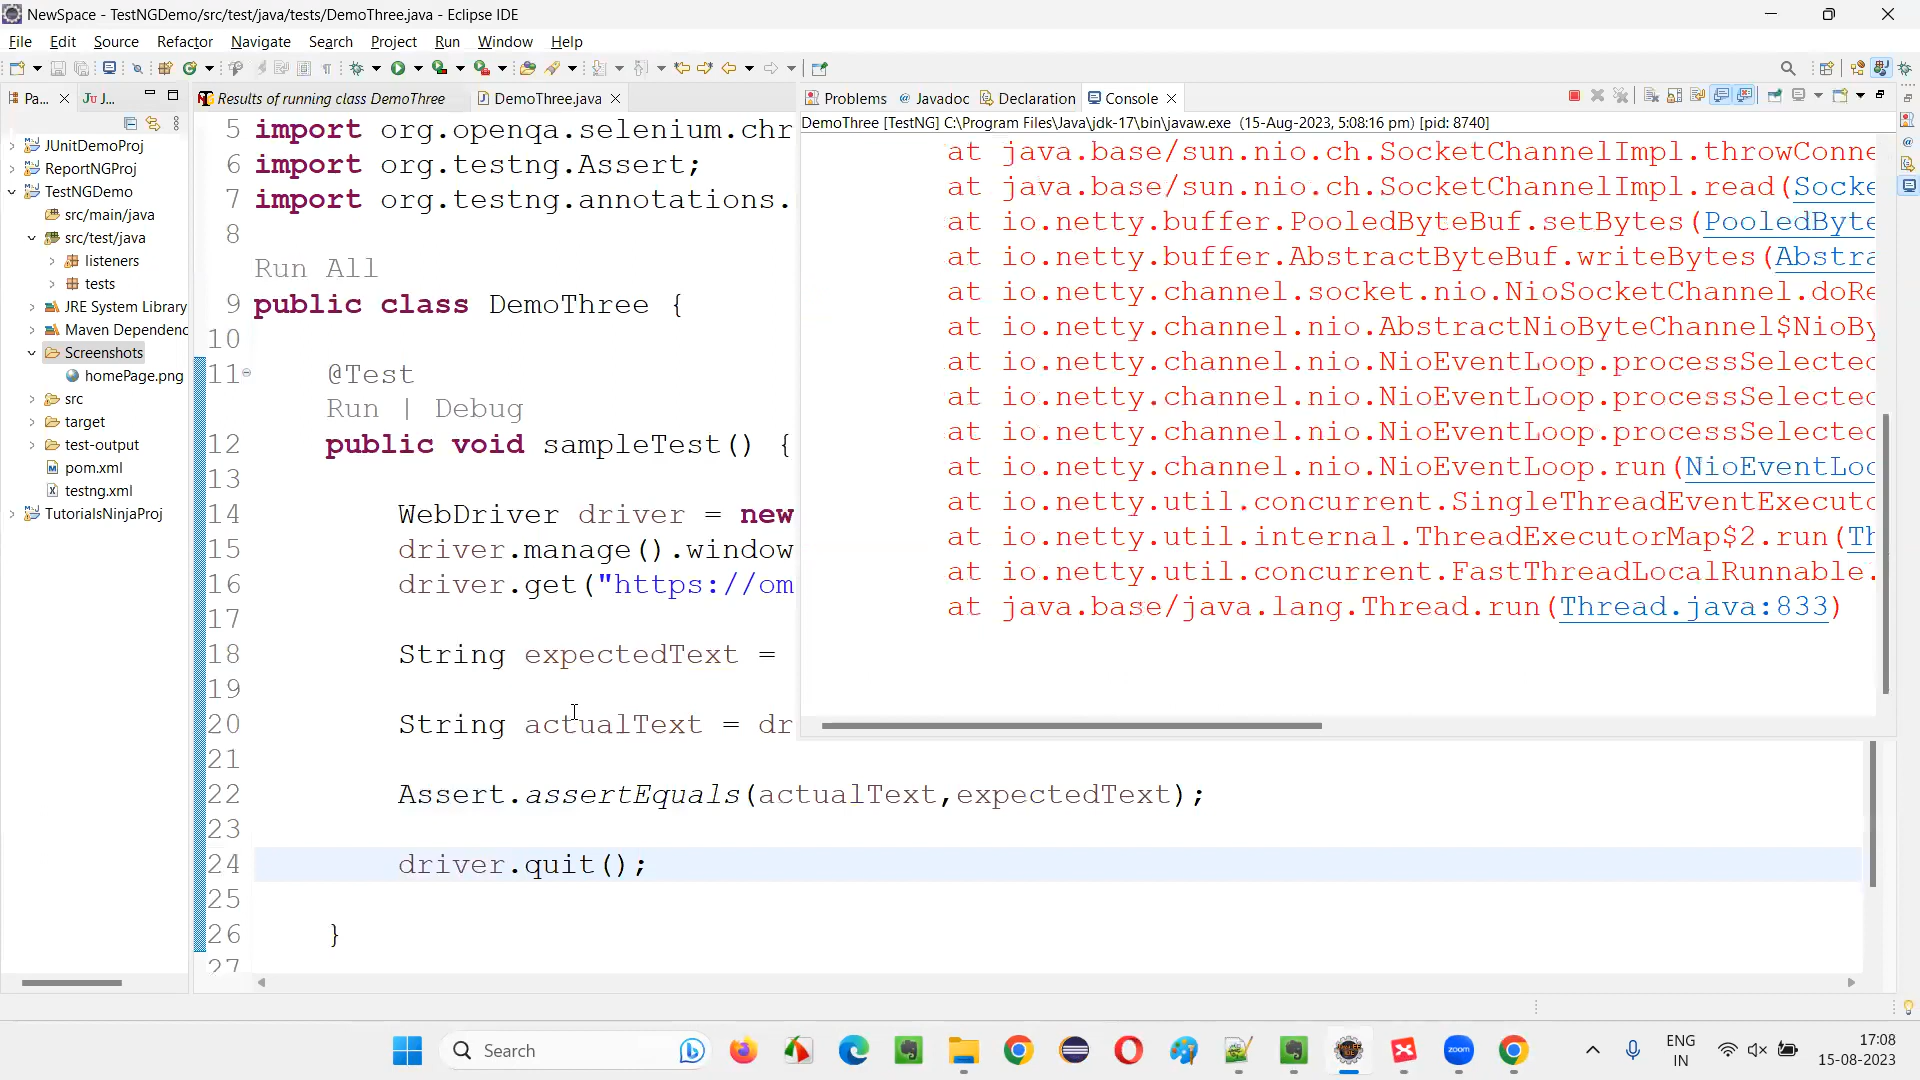 NewSpace - TestNGDemo/src/test/java/tests/DemoThree.java - Eclipse IDE
File Edit Source Refactor Navigate Search Run Project Run Window Help
Pa... J... Results of running class DemoThree DemoThree.java Problems Javadoc Declaration Console
DemoThree [TestNG] C:\Program Files\Java\jdk-17\bin\javaw.exe (15-Aug-2023, 5:08:16 pm) [pid: 8740]
JUnitDemoProj
ReportNGProj
TestNGDemo
src/main/java
src/test/java
listeners
tests
JRE System Library
Maven Dependenc
Screenshots
homePage.png
src
target
test-output
pom.xml
testng.xml
TutorialsNinjaProj
5 import org.openqa.selenium.chr
6 import org.testng.Assert;
7 import org.testng.annotations.
8
Run All
9 public class DemoThree {
10
11 @Test
Run | Debug
12 public void sampleTest() {
13
14 WebDriver driver = new
15 driver.manage().window
16 driver.get("https://om
17
18 String expectedText =
19
20 String actualText = dr
21
22 Assert.assertEquals(actualText,expectedText);
23
24 driver.quit();
25
26 }
27
at java.base/sun.nio.ch.SocketChannelImpl.throwConne
at java.base/sun.nio.ch.SocketChannelImpl.read(Socke
at io.netty.buffer.PooledByteBuf.setBytes(PooledByte
at io.netty.buffer.AbstractByteBuf.writeBytes(Abstra
at io.netty.channel.socket.nio.NioSocketChannel.doRe
at io.netty.channel.nio.AbstractNioByteChannel$NioBy
at io.netty.channel.nio.NioEventLoop.processSelected
at io.netty.channel.nio.NioEventLoop.processSelected
at io.netty.channel.nio.NioEventLoop.processSelected
at io.netty.channel.nio.NioEventLoop.run(NioEventLoo
at io.netty.util.concurrent.SingleThreadEventExecuto
at io.netty.util.internal.ThreadExecutorMap$2.run(Th
at io.netty.util.concurrent.FastThreadLocalRunnable.
at java.base/java.lang.Thread.run(Thread.java:833)
Search
zoom
ENG
IN
17:08
15-08-2023